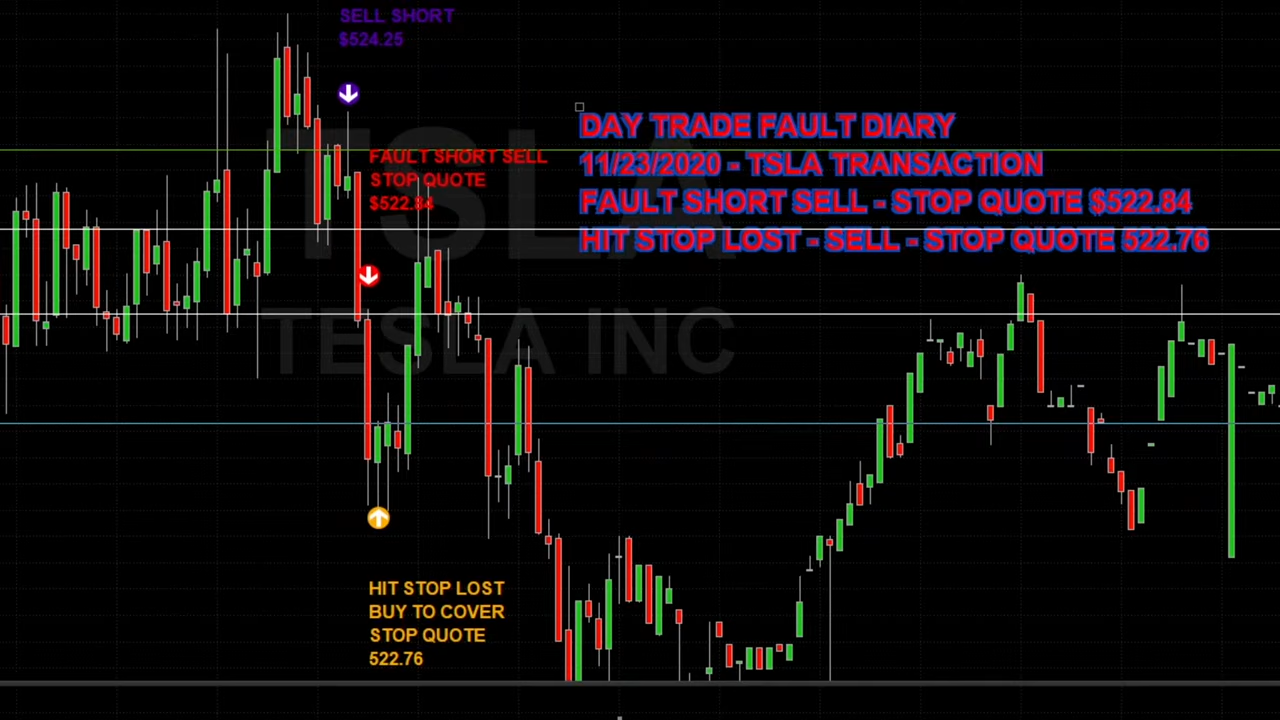 SELL SHORT
$524.25
DAY TRADE FAULT DIARY
11/23/2020 - TSLA TRANSACTION
FAULT SHORT SELL - STOP QUOTE $522.84
HIT STOP LOST - SELL - STOP QUOTE 522.76
FAULT SHORT SELL
STOP QUOTE
$522.84
TSLA
TESLA INC
HIT STOP LOST
BUY TO COVER
STOP QUOTE
522.76